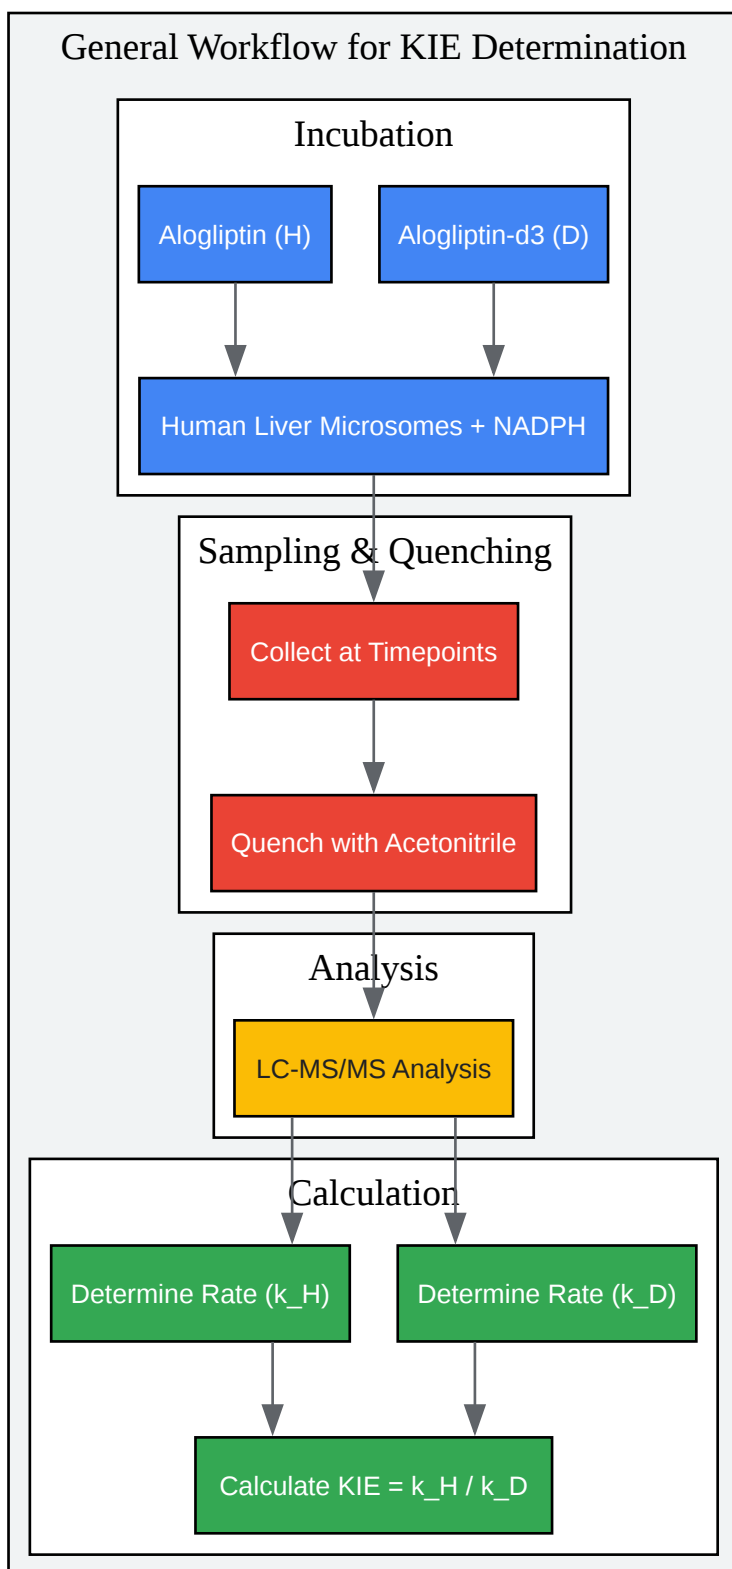 General Workflow for KIE Determination
Incubation
Alogliptin (H)
Alogliptin-d3 (D)
Human Liver Microsomes + NADPH
Sampling & Quenching
Collect at Timepoints
Quench with Acetonitrile
Analysis
LC-MS/MS Analysis
Calculation
Determine Rate (k_H)
Determine Rate (k_D)
Calculate KIE = k_H / k_D